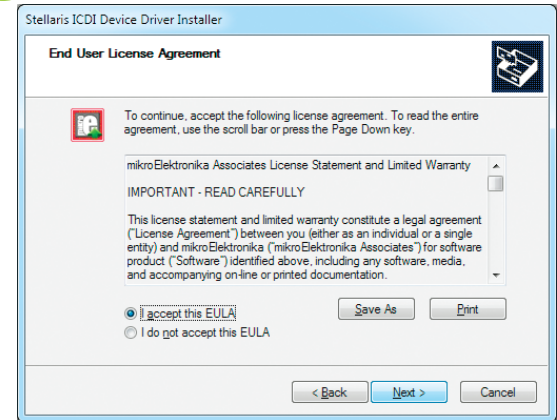 Stellaris ICDI Device Driver Installer
End User License Agreement
To continue, accept the following license agreement. To read the entire
agreement, use the scroll bar or press the Page Down key.
mikroElektronika Associates License Statement and Limited Warranty
IMPORTANT - READ CAREFULLY
This license statement and limited warranty constitute a legal agreement
("License Agreement") between you (either as an individual or a single
entity) and mikroElektronika ("mikroElektronika Associates") for software
product ("Software") identified above, including any software, media,
and accompanying on-line or printed documentation.
I accept this EULA
Save As
Print
I do not accept this EULA
< Back
Next >
Cancel